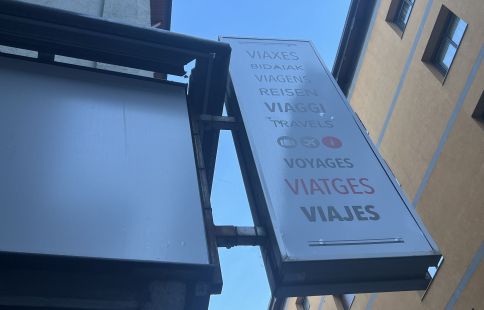 VIAXES
BIDAIAK
VIAGENS
REISEN
VIAGGI
TRAVELS
VOYAGES
VIATGES
VIAJES